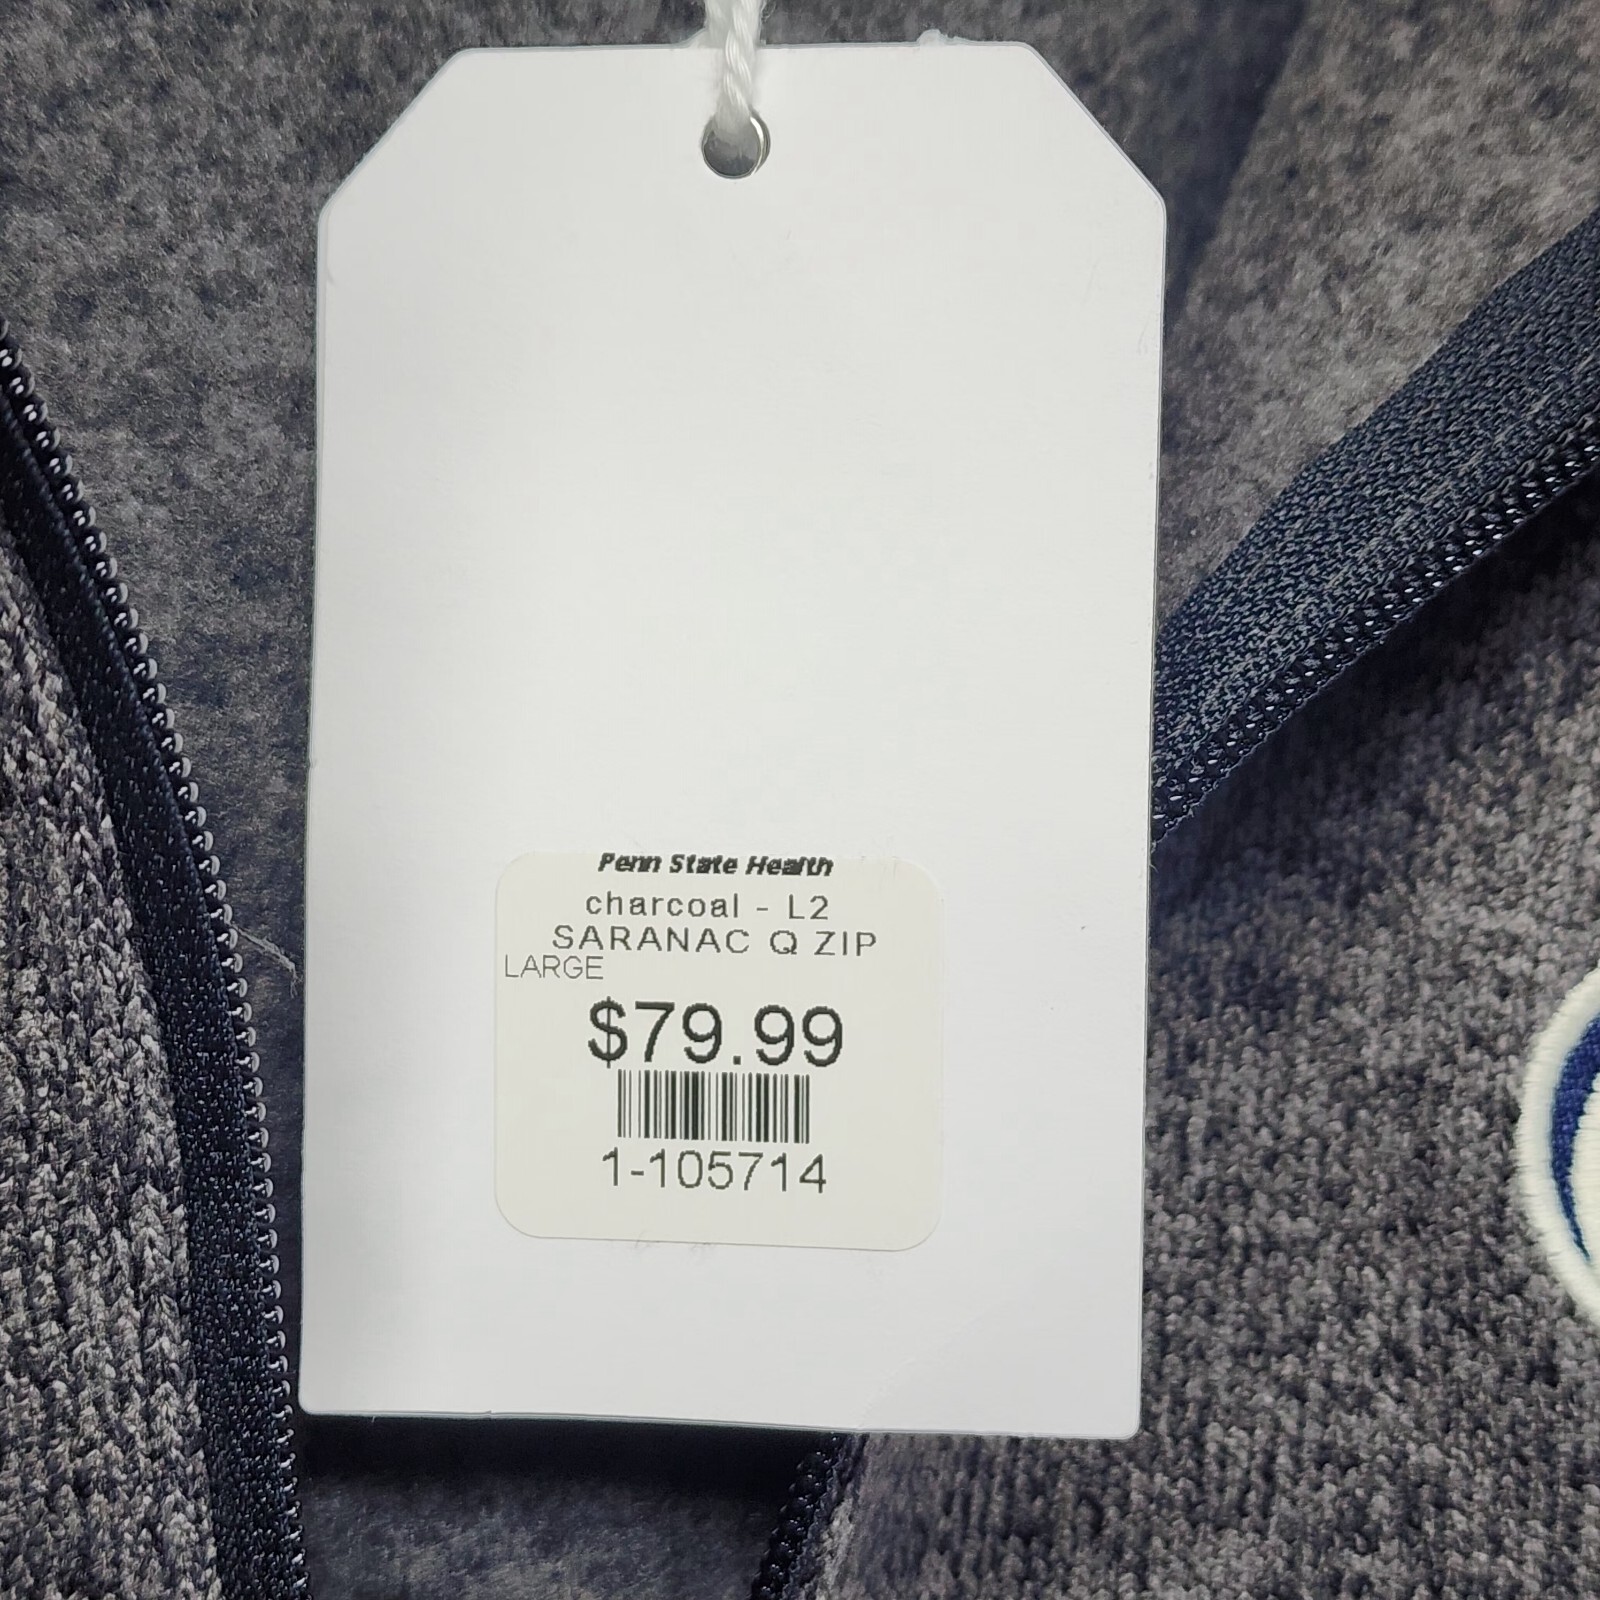 Penn State Health
charcoal - L2
SARANAC Q ZIP
LARGE
$79.99
1-105714